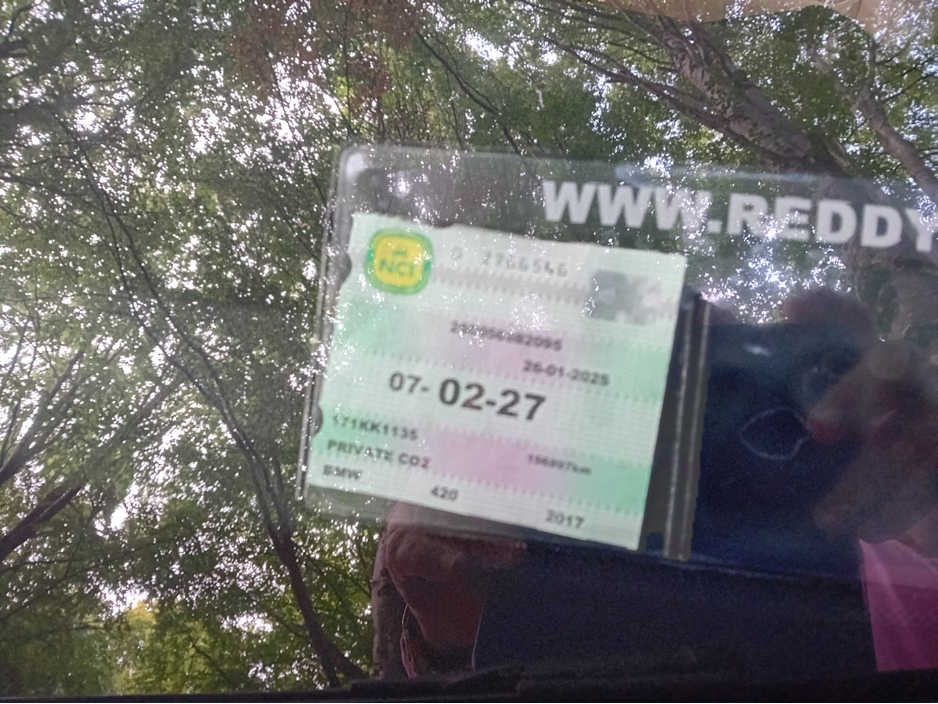 WWW.REDDY
NCT
2766546
26-01-2025
07-02-27
171KK1135
PRIVATE CO2
BMW
420
2017